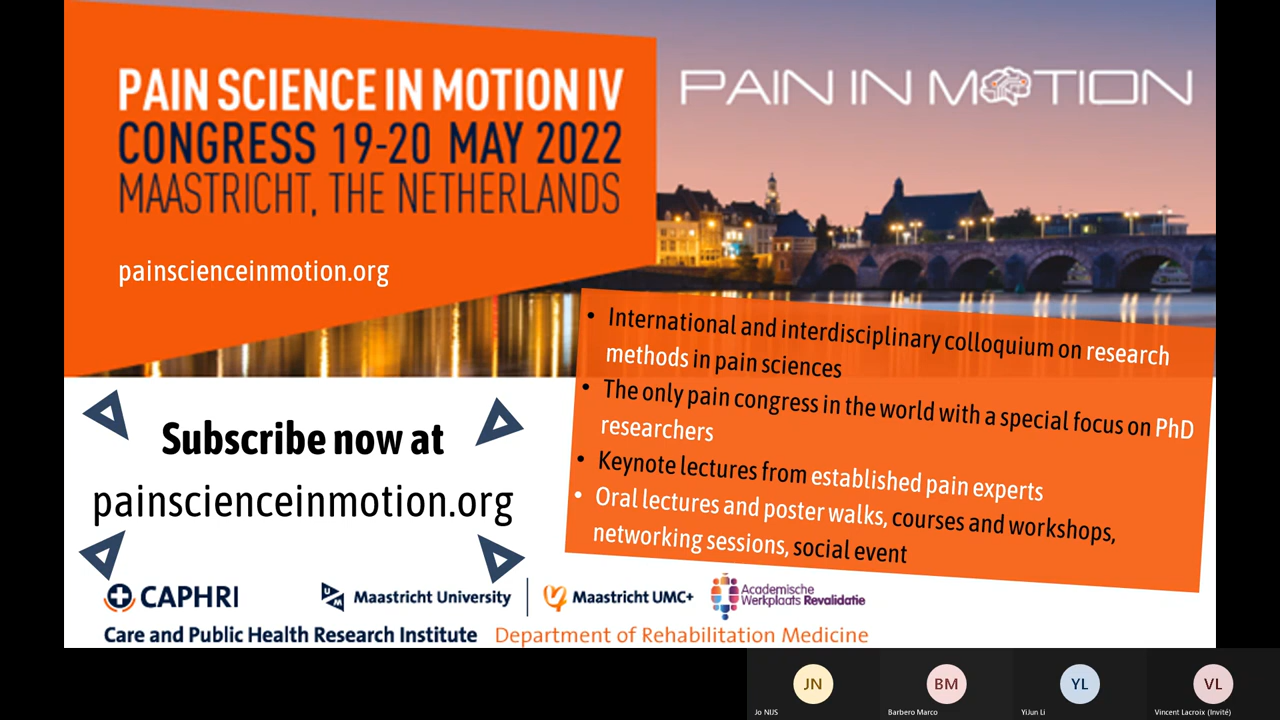 PAIN SCIENCE IN MOTION IV
CONGRESS 19-20 MAY 2022
MAASTRICHT, THE NETHERLANDS
painscienceinmotion.org
PAIN IN MOTION
• International and interdisciplinary colloquium on research
methods in pain sciences
• The only pain congress in the world with a special focus on PhD
researchers
• Keynote lectures from established pain experts
• Oral lectures and poster walks, courses and workshops,
networking sessions, social event
Subscribe now at
painscienceinmotion.org
CAPHRI
Care and Public Health Research Institute
UM
Maastricht University
Maastricht UMC+
Academische
Werkplaats Revalidatie
Department of Rehabilitation Medicine
JN
Jo NIJS
BM
Barbero Marco
YL
YiJun Li
VL
Vincent Lacroix (Invité)